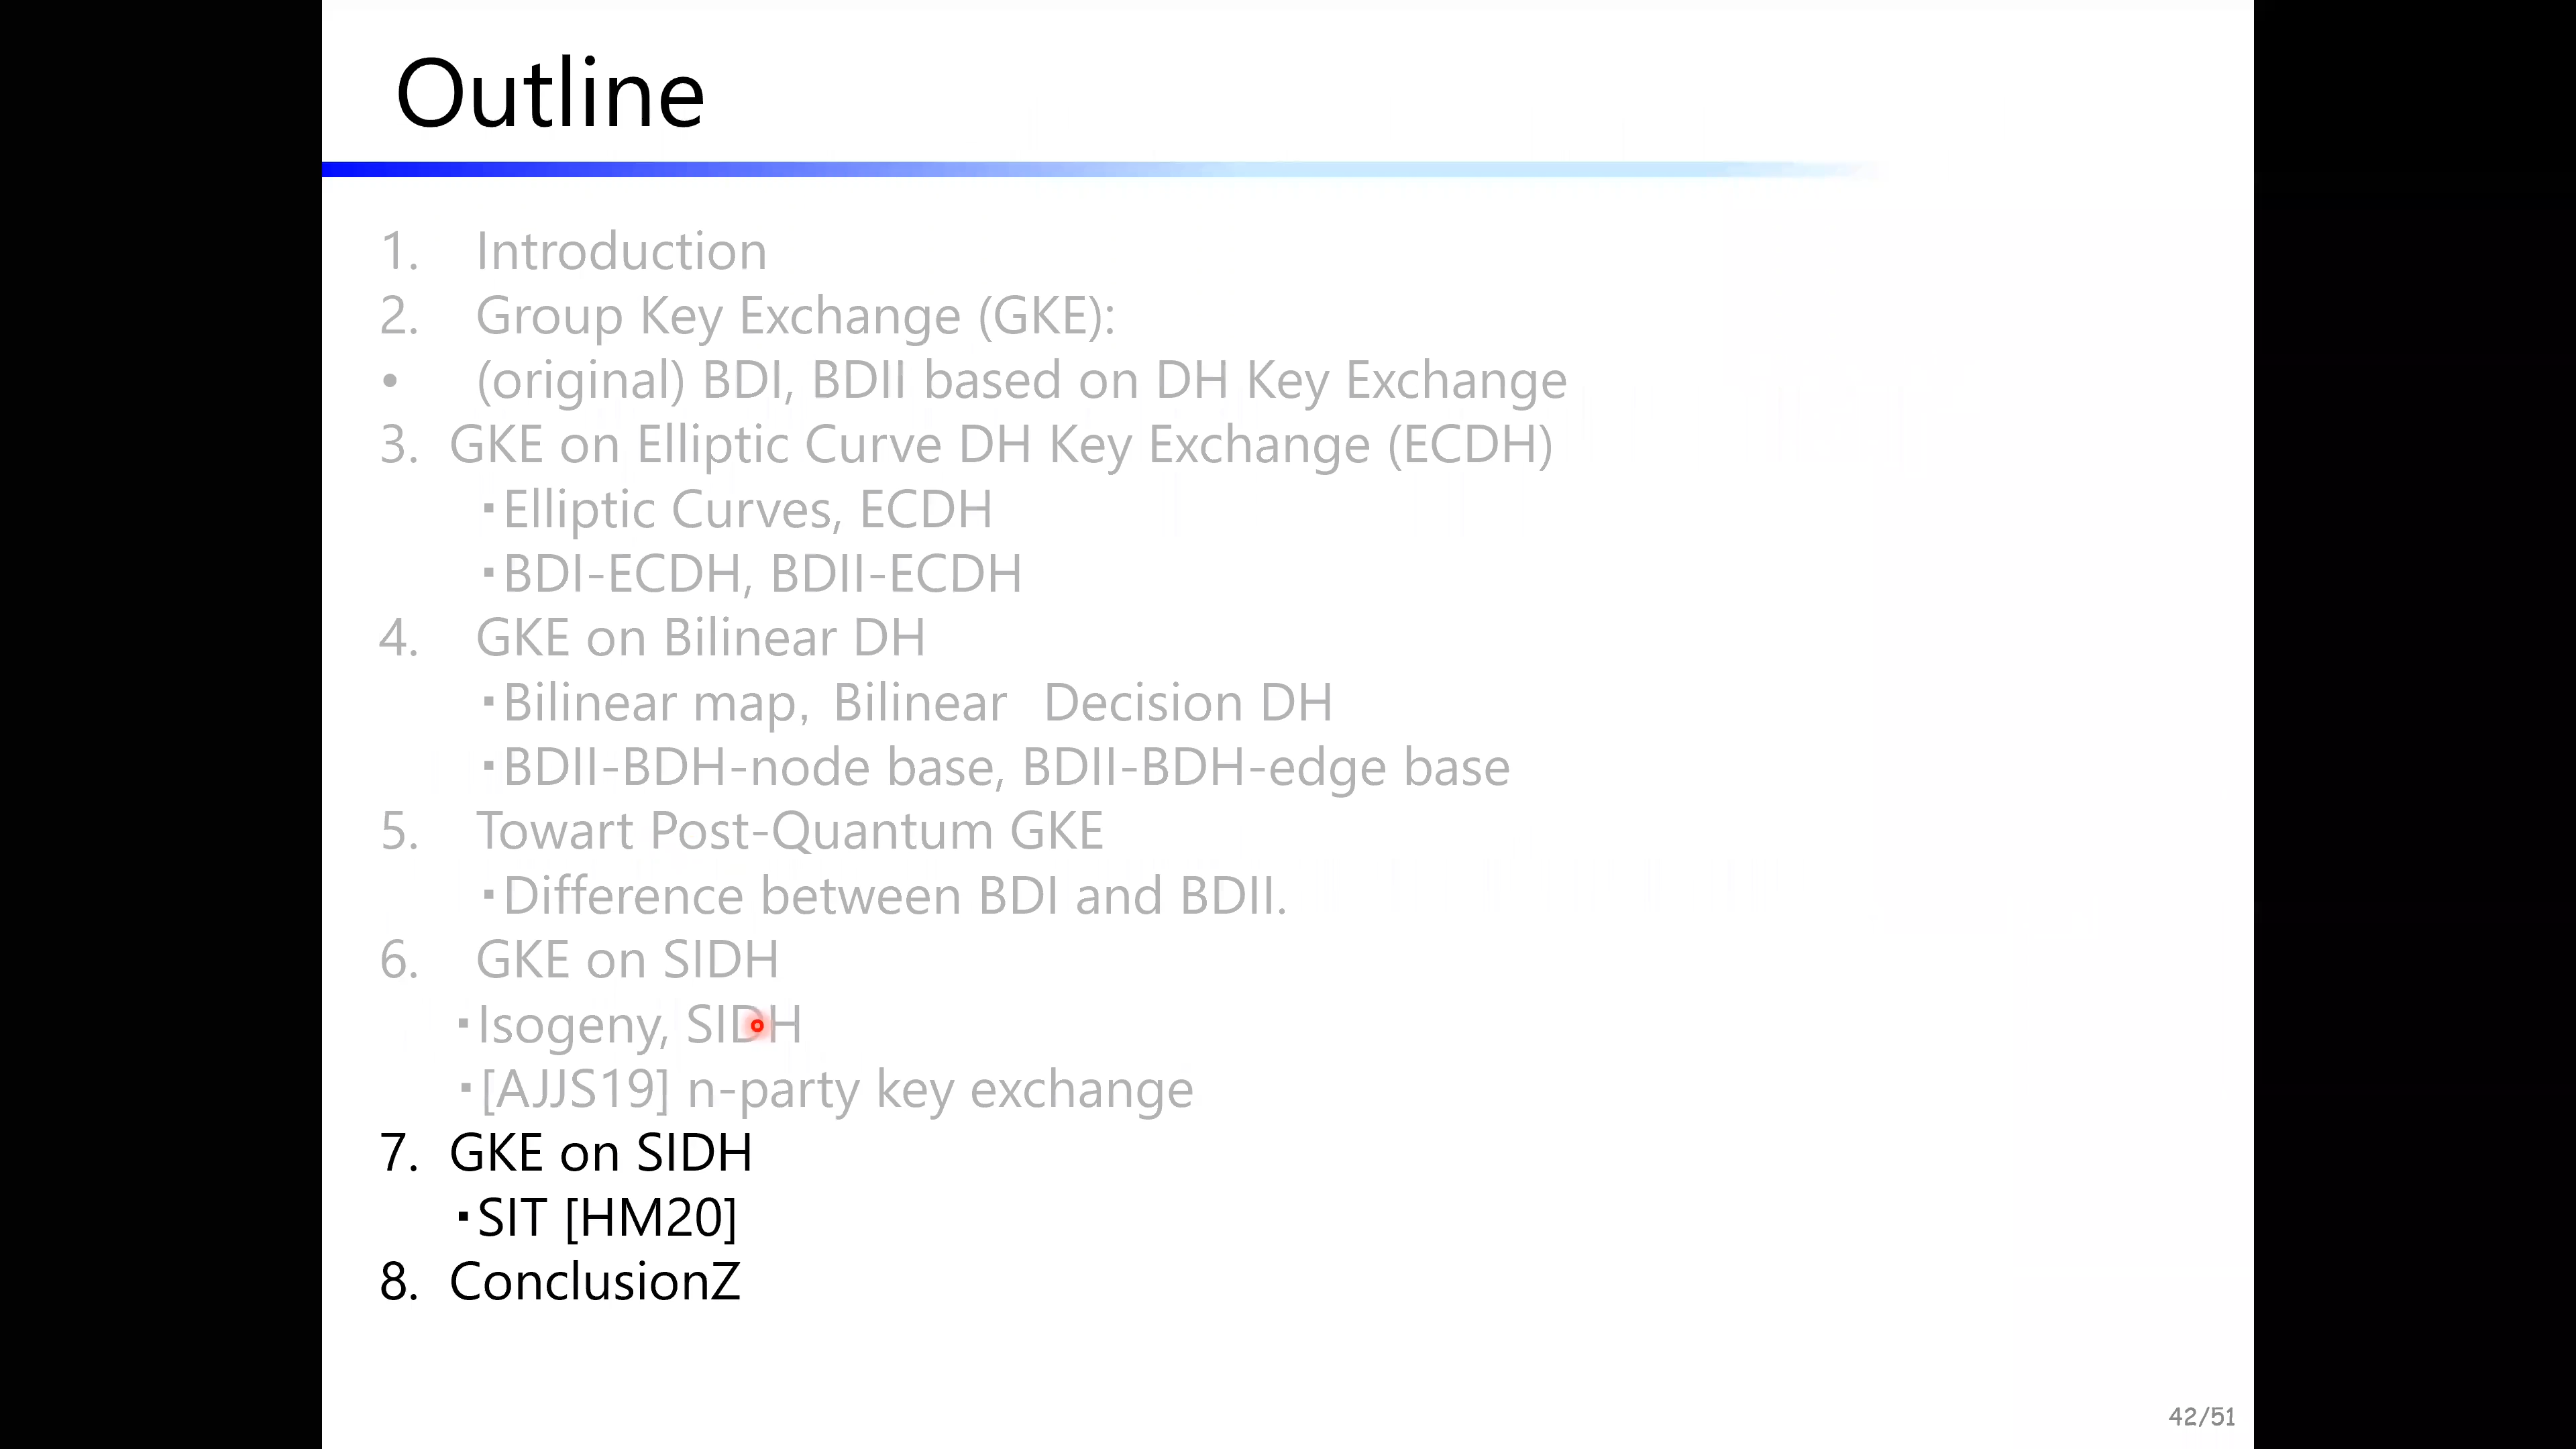 Outline
1. Introduction
2. Group Key Exchange (GKE):
• (original) BDI, BDII based on DH Key Exchange
3. GKE on Elliptic Curve DH Key Exchange (ECDH)
▪Elliptic Curves, ECDH
▪BDI-ECDH, BDII-ECDH
4. GKE on Bilinear DH
▪Bilinear map, Bilinear Decision DH
▪BDII-BDH-node base, BDII-BDH-edge base
5. Towart Post-Quantum GKE
▪Difference between BDI and BDII.
6. GKE on SIDH
▪Isogeny, SIDH
▪[AJJS19] n-party key exchange
7. GKE on SIDH
▪SIT [HM20]
8. ConclusionZ
42/51